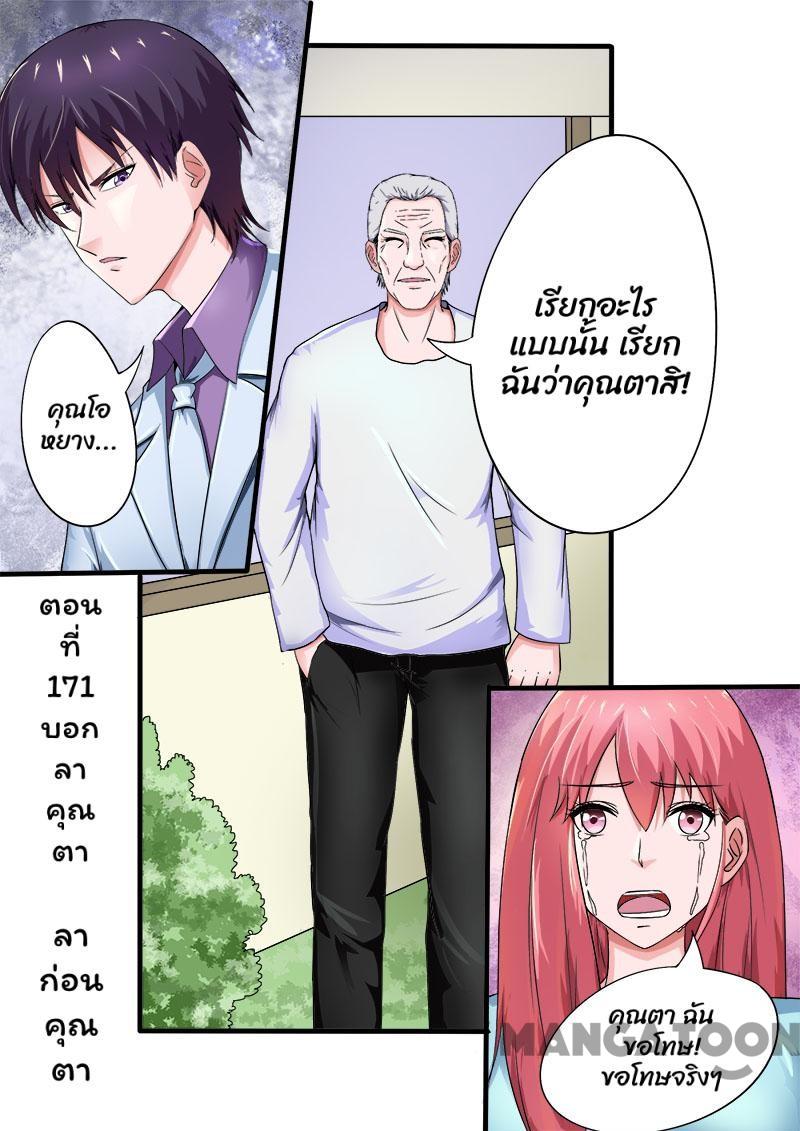 คุณโอ
หยาง...
เรียกอะไร
แบบนั้น เรียก
ฉันว่าคุณตาสิ!
ตอน
ที่
171
บอก
ลา
คุณ
ตา
ลา
ก่อน
คุณ
ตา
คุณตา ฉัน
ขอโทษ!
ขอโทษจริงๆ
MANGATOON